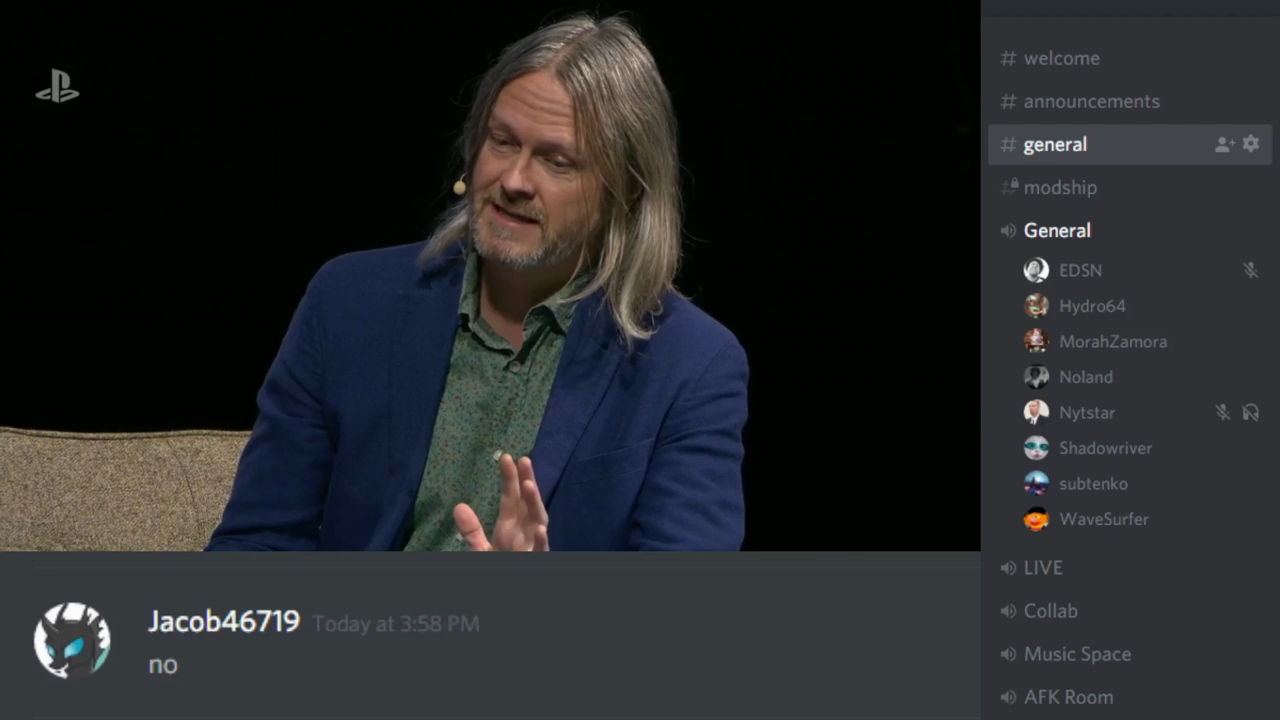 welcome
announcements
general
modship
General
EDSN
Hydro64
MorahZamora
Noland
Nytstar
Shadowriver
subtenko
WaveSurfer
LIVE
Collab
Music Space
AFK Room
Jacob46719 Today at 3:58 PM
no